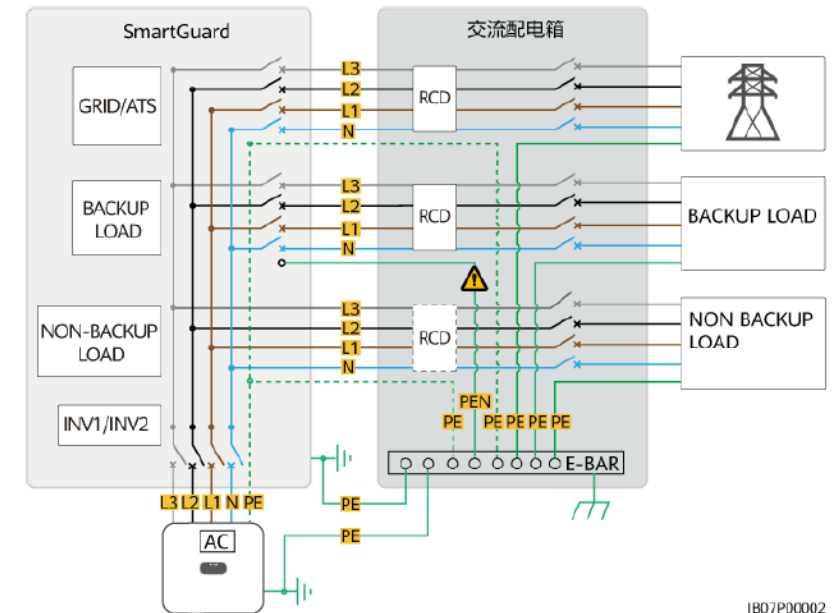 SmartGuard
交流配电箱
GRID/ATS
L3
L2
L1
N
RCD
BACKUP
LOAD
L3
L2
L1
N
RCD
BACKUP LOAD
NON-BACKUP
LOAD
L3
L2
L1
N
RCD
NON BACKUP
LOAD
INV1/INV2
PEN
PE
PE
PE
PE
PE
E-BAR
L3
L2
L1
N
PE
PE
PE
AC
IB07P00002